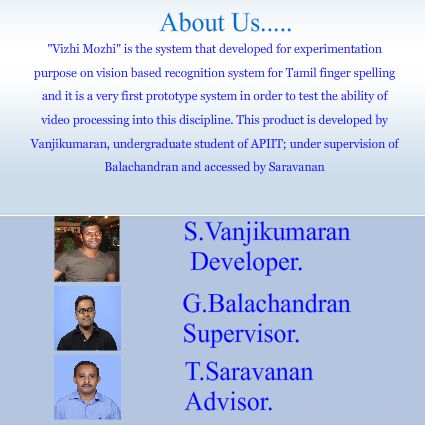 About Us.....
"Vizhi Mozhi" is the system that developed for experimentation
purpose on vision based recognition system for Tamil finger spelling
and it is a very first prototype system in order to test the ability of
video processing into this discipline. This product is developed by
Vanjikumaran, undergraduate student of APIIT; under supervision of
Balachandran and accessed by Saravanan
S.Vanjikumaran
Developer.
G.Balachandran
Supervisor.
T.Saravanan
Advisor.